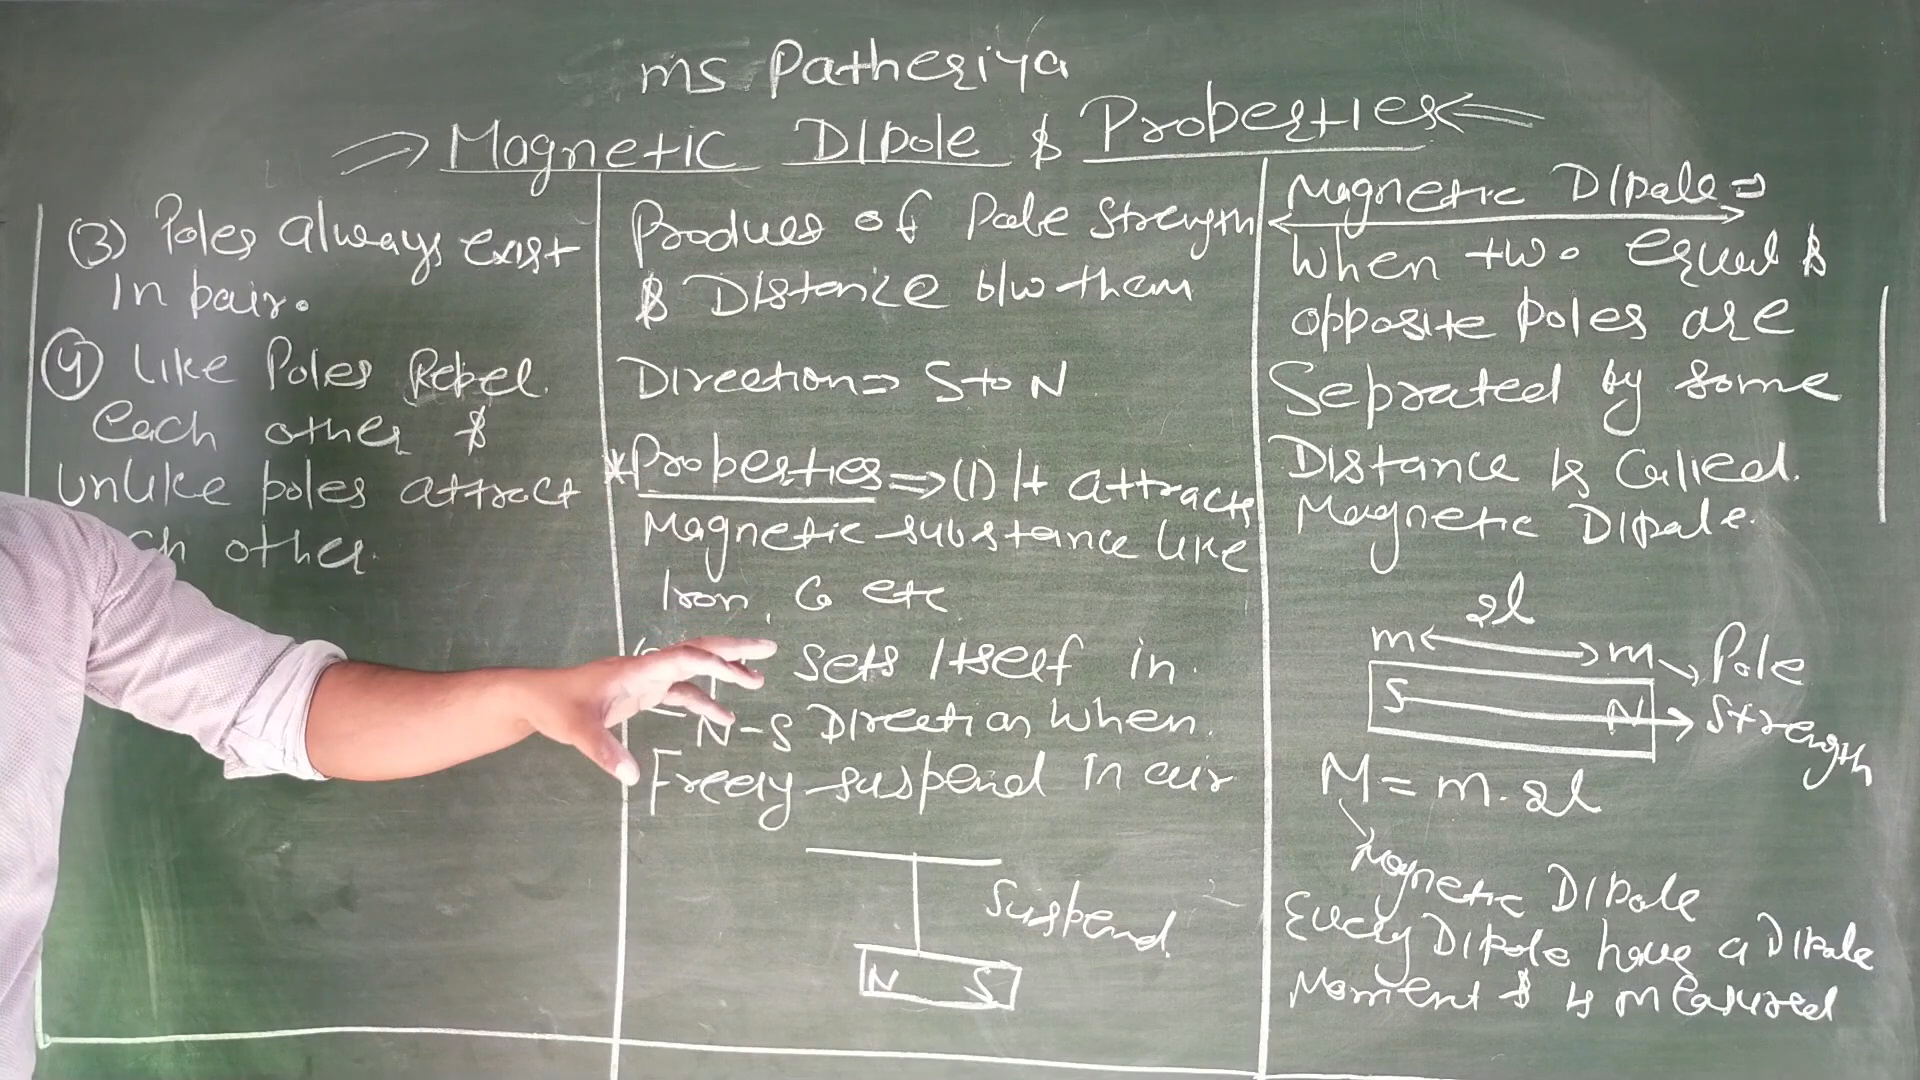 ms Patheriya
⇒ Magnetic Dipole & Properties ⇐
Magnetic Dipole ⇒
When two equal &
opposite poles are
Seprated by some
Distance is Called.
Magnetic Dipole.
2l
m m → Pole
Strength
S N
M = m. 2l
Magnetic Dipole
Every Dipole have a Dipole
Moment & is measured
Product of Pole Strength
& Distance b/w them
Direction ⇒ S to N
* Properties ⇒ (1) It attracts
Magnetic substance like
Iron, Co etc
sets Itself in
N-S Direction When
Freely suspend in air
Suspend
N S
(3) Poles always exist
In pair.
(4) Like Poles Repel
Each other &
unlike poles attract
ch other.